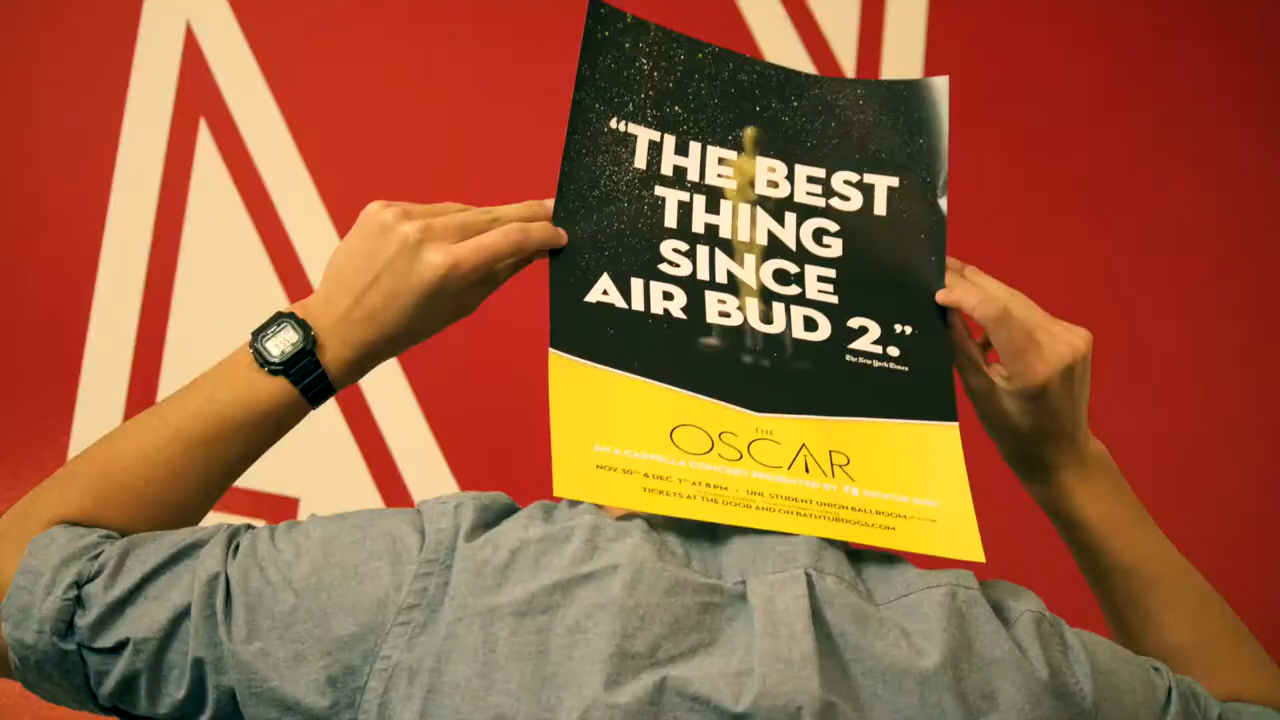 “THE BEST
THING
SINCE
AIR BUD 2.”
The New York Times
THE
OSCAR
AN A CAPPELLA CONCERT PRESENTED BY
NOV. 30TH & DEC. 1ST AT 8 PM • UNL STUDENT UNION BALLROOM
TICKETS AT THE DOOR AND ON BATHTUBDOGS.COM